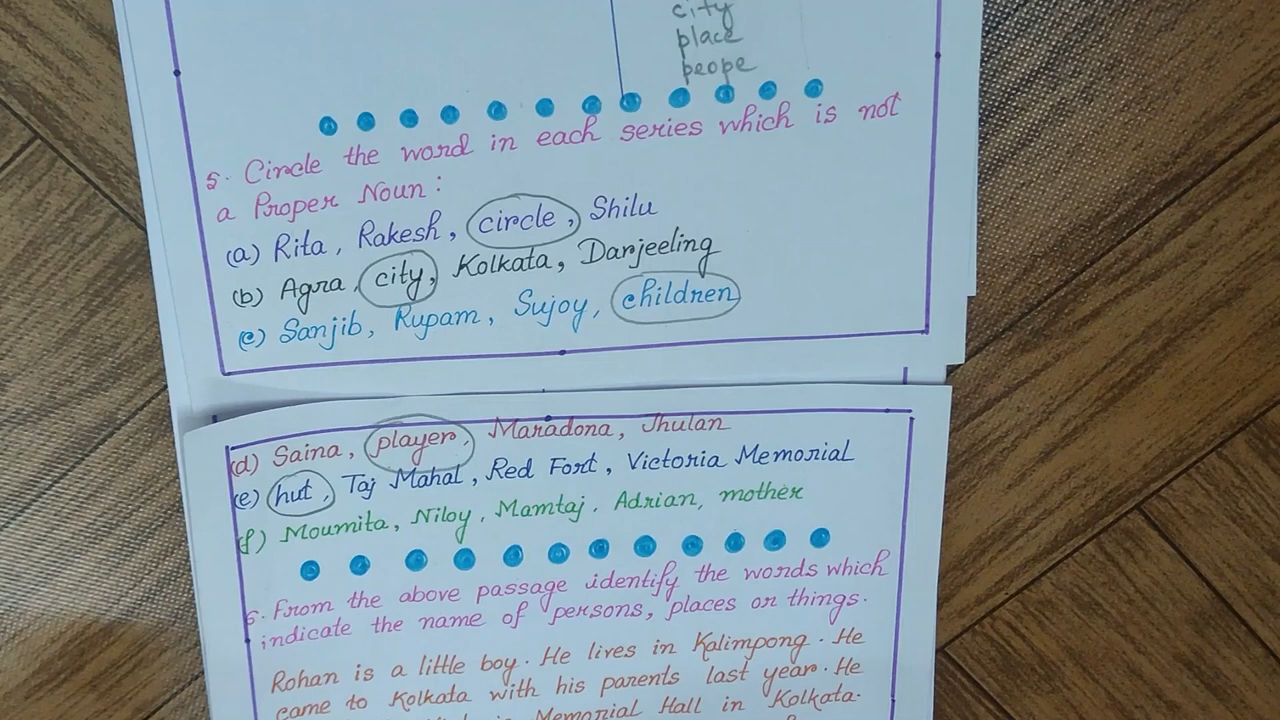 city
place
peope
5. Circle the word in each series which is not
a Proper Noun :
(a) Rita, Rakesh, circle, Shilu
(b) Agra, city, Kolkata, Darjeeling
(c) Sanjib, Rupam, Sujoy, children
(d) Saina, player, Maradona, Jhulan
(e) hut, Taj Mahal, Red Fort, Victoria Memorial
(f) Moumita, Niloy, Mamtaj. Adrian, mother
6. From the above passage identify the words which
indicate the name of persons, places or things.
Rohan is a little boy. He lives in Kalimpong. He
came to Kolkata with his parents last year. He
Memorial Hall in Kolkata.